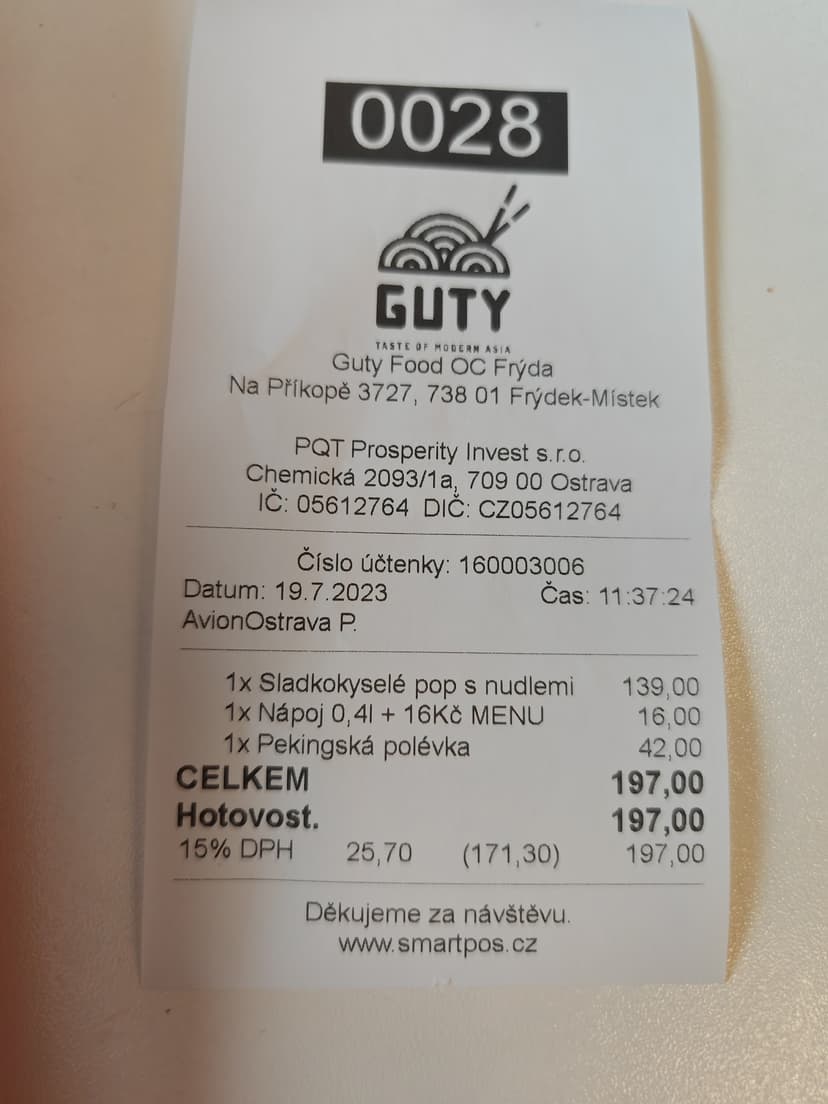 0028
GUTY
TASTE OF MODERN ASIA
Guty Food OC Frýda
Na Příkopě 3727, 738 01 Frýdek-Místek
PQT Prosperity Invest s.r.o.
Chemická 2093/1a, 709 00 Ostrava
IČ: 05612764 DIČ: CZ05612764
Číslo účtenky: 160003006
Datum: 19.7.2023 Čas: 11:37:24
AvionOstrava P.
1x Sladkokyselé pop s nudlemi 139,00
1x Nápoj 0,4l + 16Kč MENU 16,00
1x Pekingská polévka 42,00
CELKEM 197,00
Hotovost. 197,00
15% DPH 25,70 (171,30) 197,00
Děkujeme za návštěvu.
www.smartpos.cz